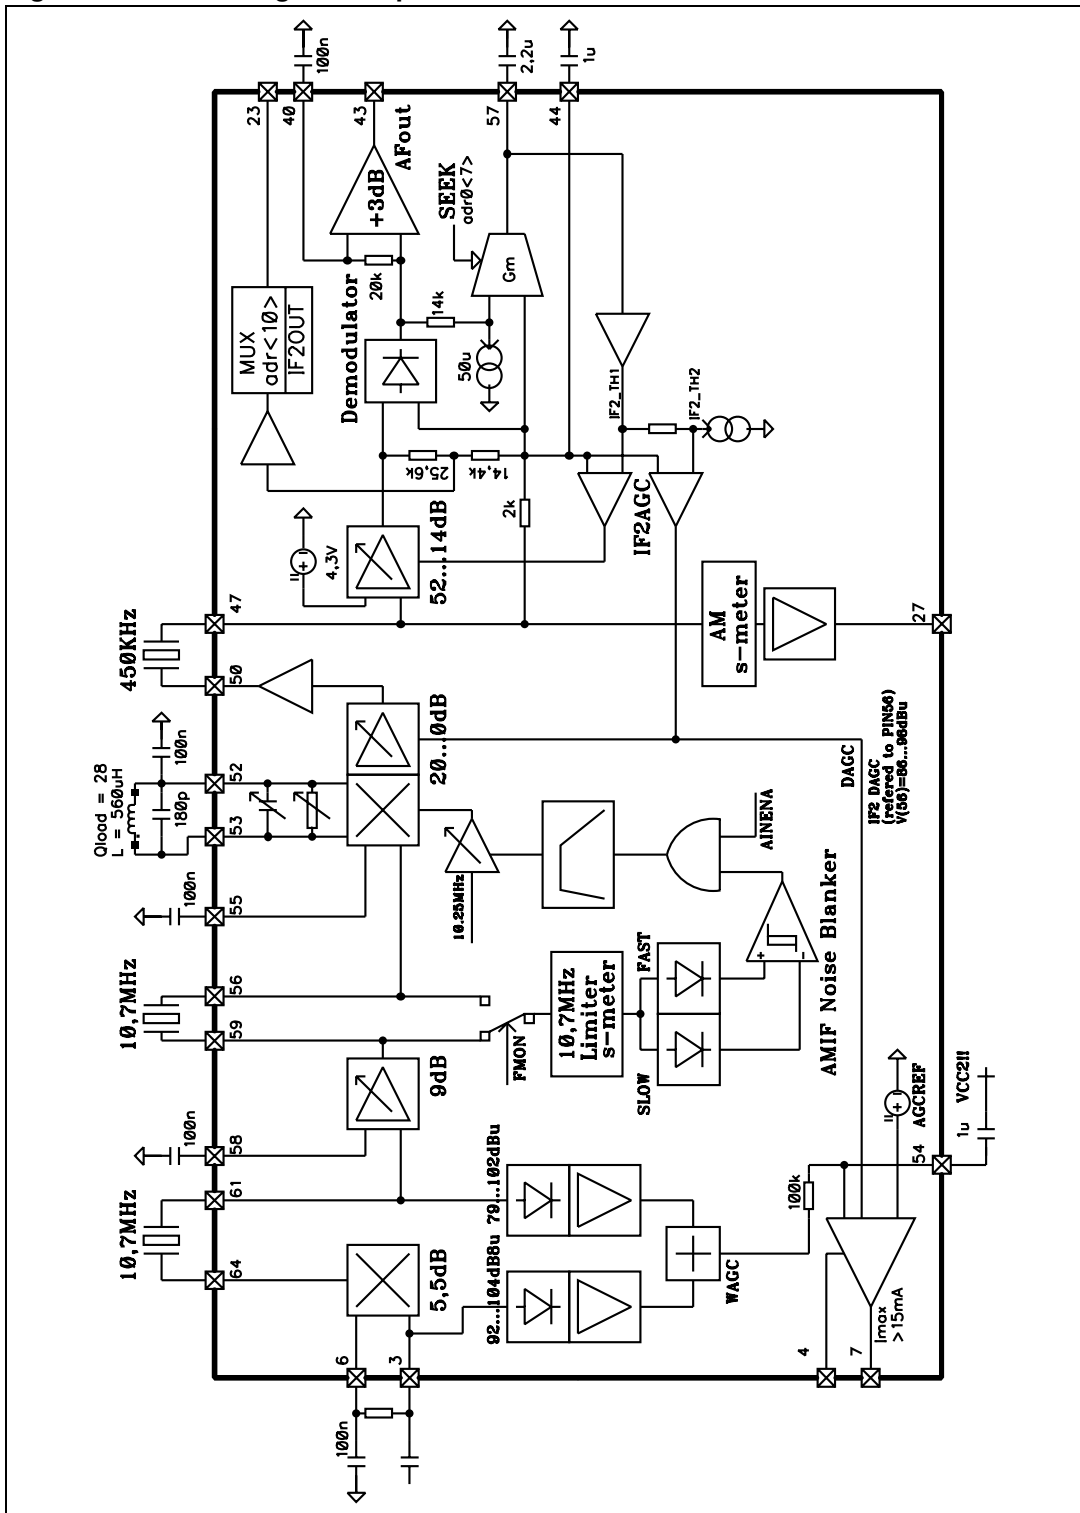 100n
2,2u
1u
23
40
43
57
44
AFout
+3dB
SEEK
adr0<7>
Gm
20k
14k
Demodulator
MUX
adr<10>
IF2OUT
50u
IF2_TH1
IF2_TH2
25,6k
14,4k
2k
IF2AGC
4,3V
52...14dB
450KHz
47
50
AM
s-meter
27
20...0dB
Qload = 28
L = 560uH
100n
180p
52
53
DAGC
IF2 DAGC
(refered to PIN56)
V(56)=86...96dBu
10.25MHz
AINENA
100n
55
AMIF Noise Blanker
+
-
10,7MHz
56
59
FAST
SLOW
10,7MHz
Limiter
s-meter
FMON
9dB
100n
58
61
10,7MHz
64
79...102dBu
92...104dB8u
5,5dB
WAGC
100k
AGCREF
54
1u
VCC2!!
Imax
>15mA
6
3
4
7
100n